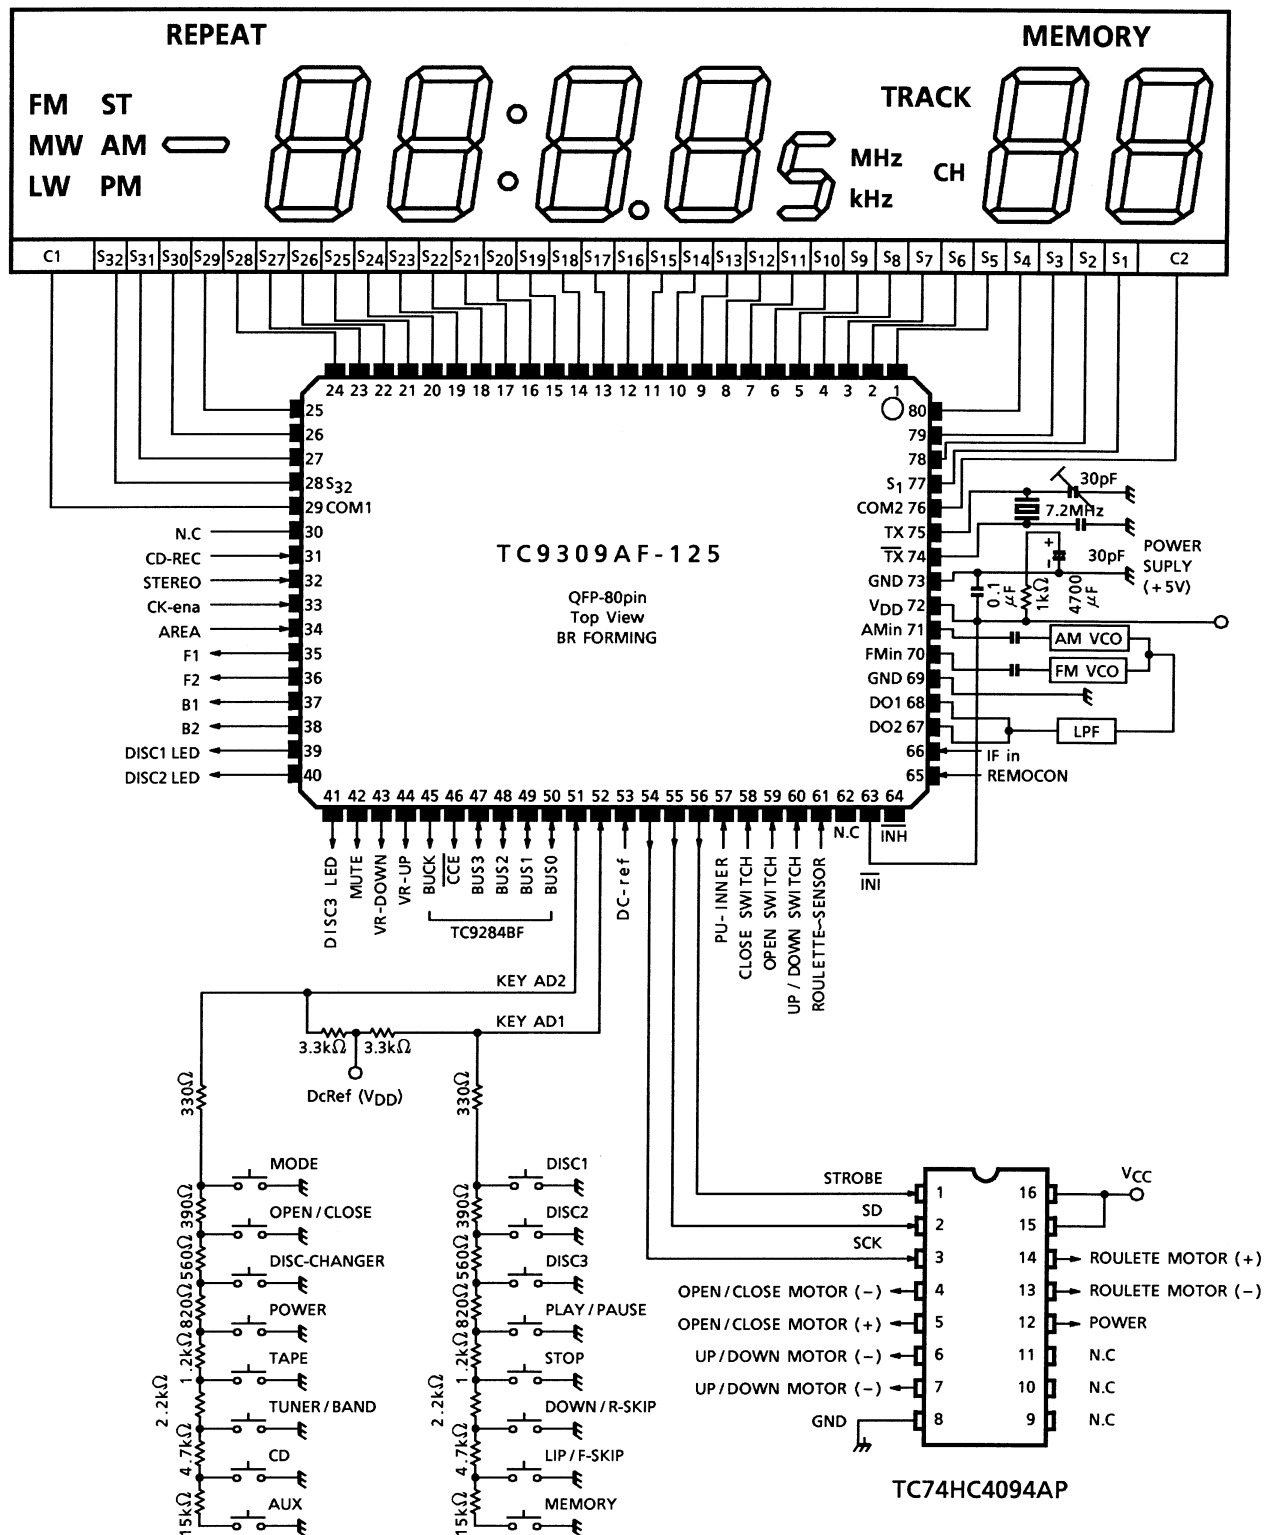 REPEAT MEMORY
FM ST TRACK
MW AM MHz CH
LW PM kHz
C1 S32 S31 S30 S29 S28 S27 S26 S25 S24 S23 S22 S21 S20 S19 S18 S17 S16 S15 S14 S13 S12 S11 S10 S9 S8 S7 S6 S5 S4 S3 S2 S1 C2
24 23 22 21 20 19 18 17 16 15 14 13 12 11 10 9 8 7 6 5 4 3 2 1
25
26
27
28 S32
29 COM1
N.C 30
CD-REC 31
STEREO 32
CK-ena 33
AREA 34
F1 35
F2 36
B1 37
B2 38
DISC1 LED 39
DISC2 LED 40
TC9309AF-125
QFP-80pin
Top View
BR FORMING
80
79
78
S1 77
COM2 76
TX 75
TX 74
GND 73
VDD 72
AMin 71
FMin 70
GND 69
DO1 68
DO2 67
66 IF in
65 REMOCON
30pF
7.2MHz
30pF
+
−
0.1 μF
1kΩ
4700 μF
POWER
SUPLY
(+5V)
AM VCO
FM VCO
LPF
41 42 43 44 45 46 47 48 49 50 51 52 53 54 55 56 57 58 59 60 61 62 63 64
DISC3 LED
MUTE
VR-DOWN
VR-UP
BUCK
CCE
BUS3
BUS2
BUS1
BUS0
TC9284BF
DC-ref
PU-INNER
CLOSE SWITCH
OPEN SWITCH
UP/DOWN SWITCH
ROULETTE~SENSOR
N.C
INI
INH
KEY AD2
KEY AD1
3.3kΩ 3.3kΩ
DcRef (VDD)
330Ω
MODE
390Ω
OPEN/CLOSE
560Ω
DISC-CHANGER
820Ω
POWER
1.2kΩ
TAPE
2.2kΩ
TUNER/BAND
4.7kΩ
CD
15kΩ
AUX
330Ω
DISC1
390Ω
DISC2
560Ω
DISC3
820Ω
PLAY/PAUSE
1.2kΩ
STOP
2.2kΩ
DOWN/R-SKIP
4.7kΩ
LIP/F-SKIP
15kΩ
MEMORY
STROBE 1 16 VCC
SD 2 15
SCK 3 14 ROULETE MOTOR (+)
OPEN/CLOSE MOTOR (−) 4 13 ROULETE MOTOR (−)
OPEN/CLOSE MOTOR (+) 5 12 POWER
UP/DOWN MOTOR (−) 6 11 N.C
UP/DOWN MOTOR (−) 7 10 N.C
GND 8 9 N.C
TC74HC4094AP